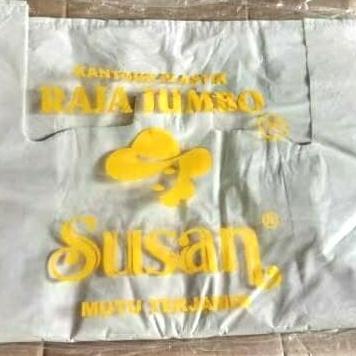 KANTONG PLASTIK
RAJA JUMBO
®
Susan®
MUTU TERJAMIN